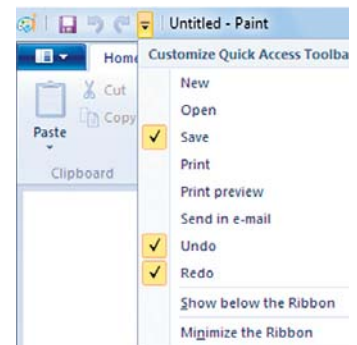 Untitled - Paint
Home
Customize Quick Access Toolba
Cut
Copy
Paste
Clipboard
New
Open
Save
Print
Print preview
Send in e-mail
Undo
Redo
Show below the Ribbon
Minimize the Ribbon